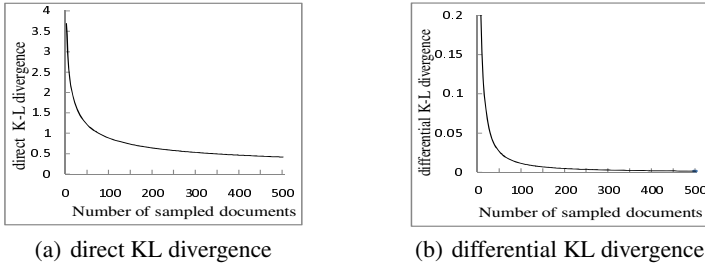 direct K-L divergence
4
3.5
3
2.5
2
1.5
1
0.5
0
0 100 200 300 400 500
Number of sampled documents
(a) direct KL divergence
differential K-L divergence
0.2
0.15
0.1
0.05
0
0 100 200 300 400 500
Number of sampled documents
(b) differential KL divergence